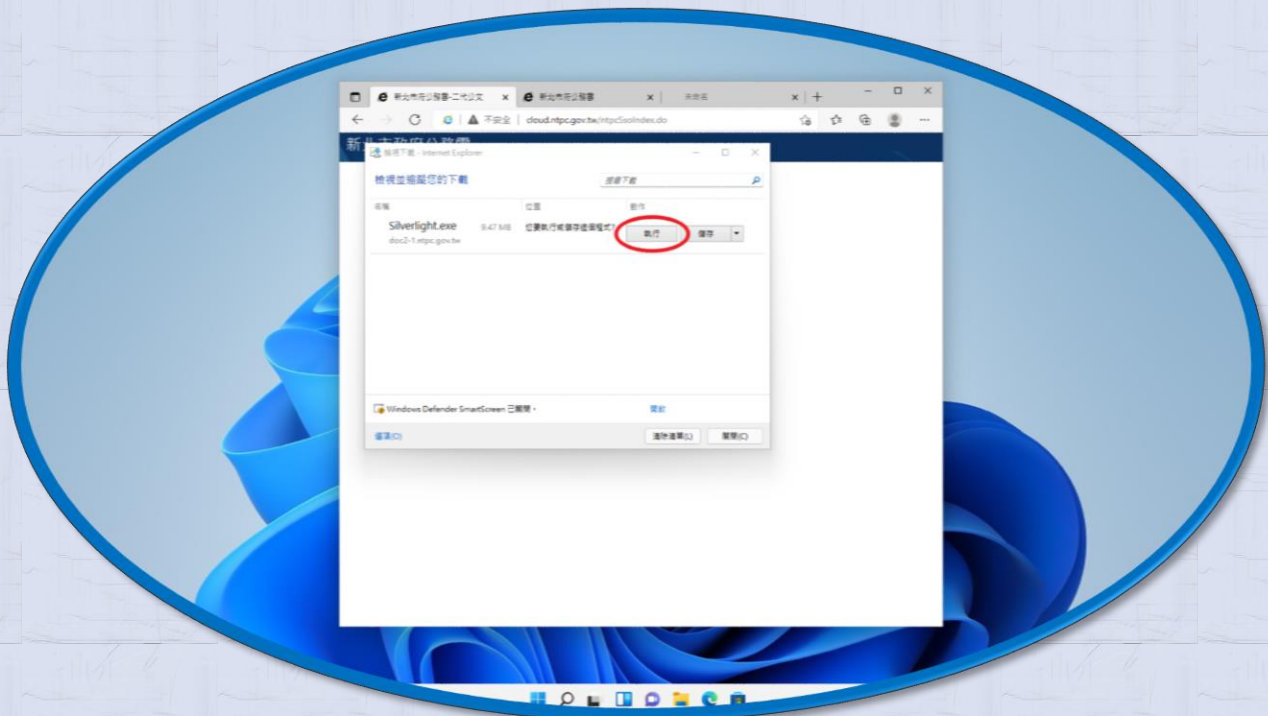 新北市府公務雲-二代公文
新北市府公務雲
未命名
不安全 | cloud.ntpc.gov.tw/ntpcSsoIndex.do
新北市政府公務雲
檢視下載 - Internet Explorer
檢視並追蹤您的下載
搜尋下載
名稱
位置
動作
Silverlight.exe
9.47 MB
您要執行或儲存這個程式?
執行
儲存
doc2-1.ntpc.gov.tw
Windows Defender SmartScreen 已關閉。
開啟
選項(O)
清除清單(L)
關閉(C)